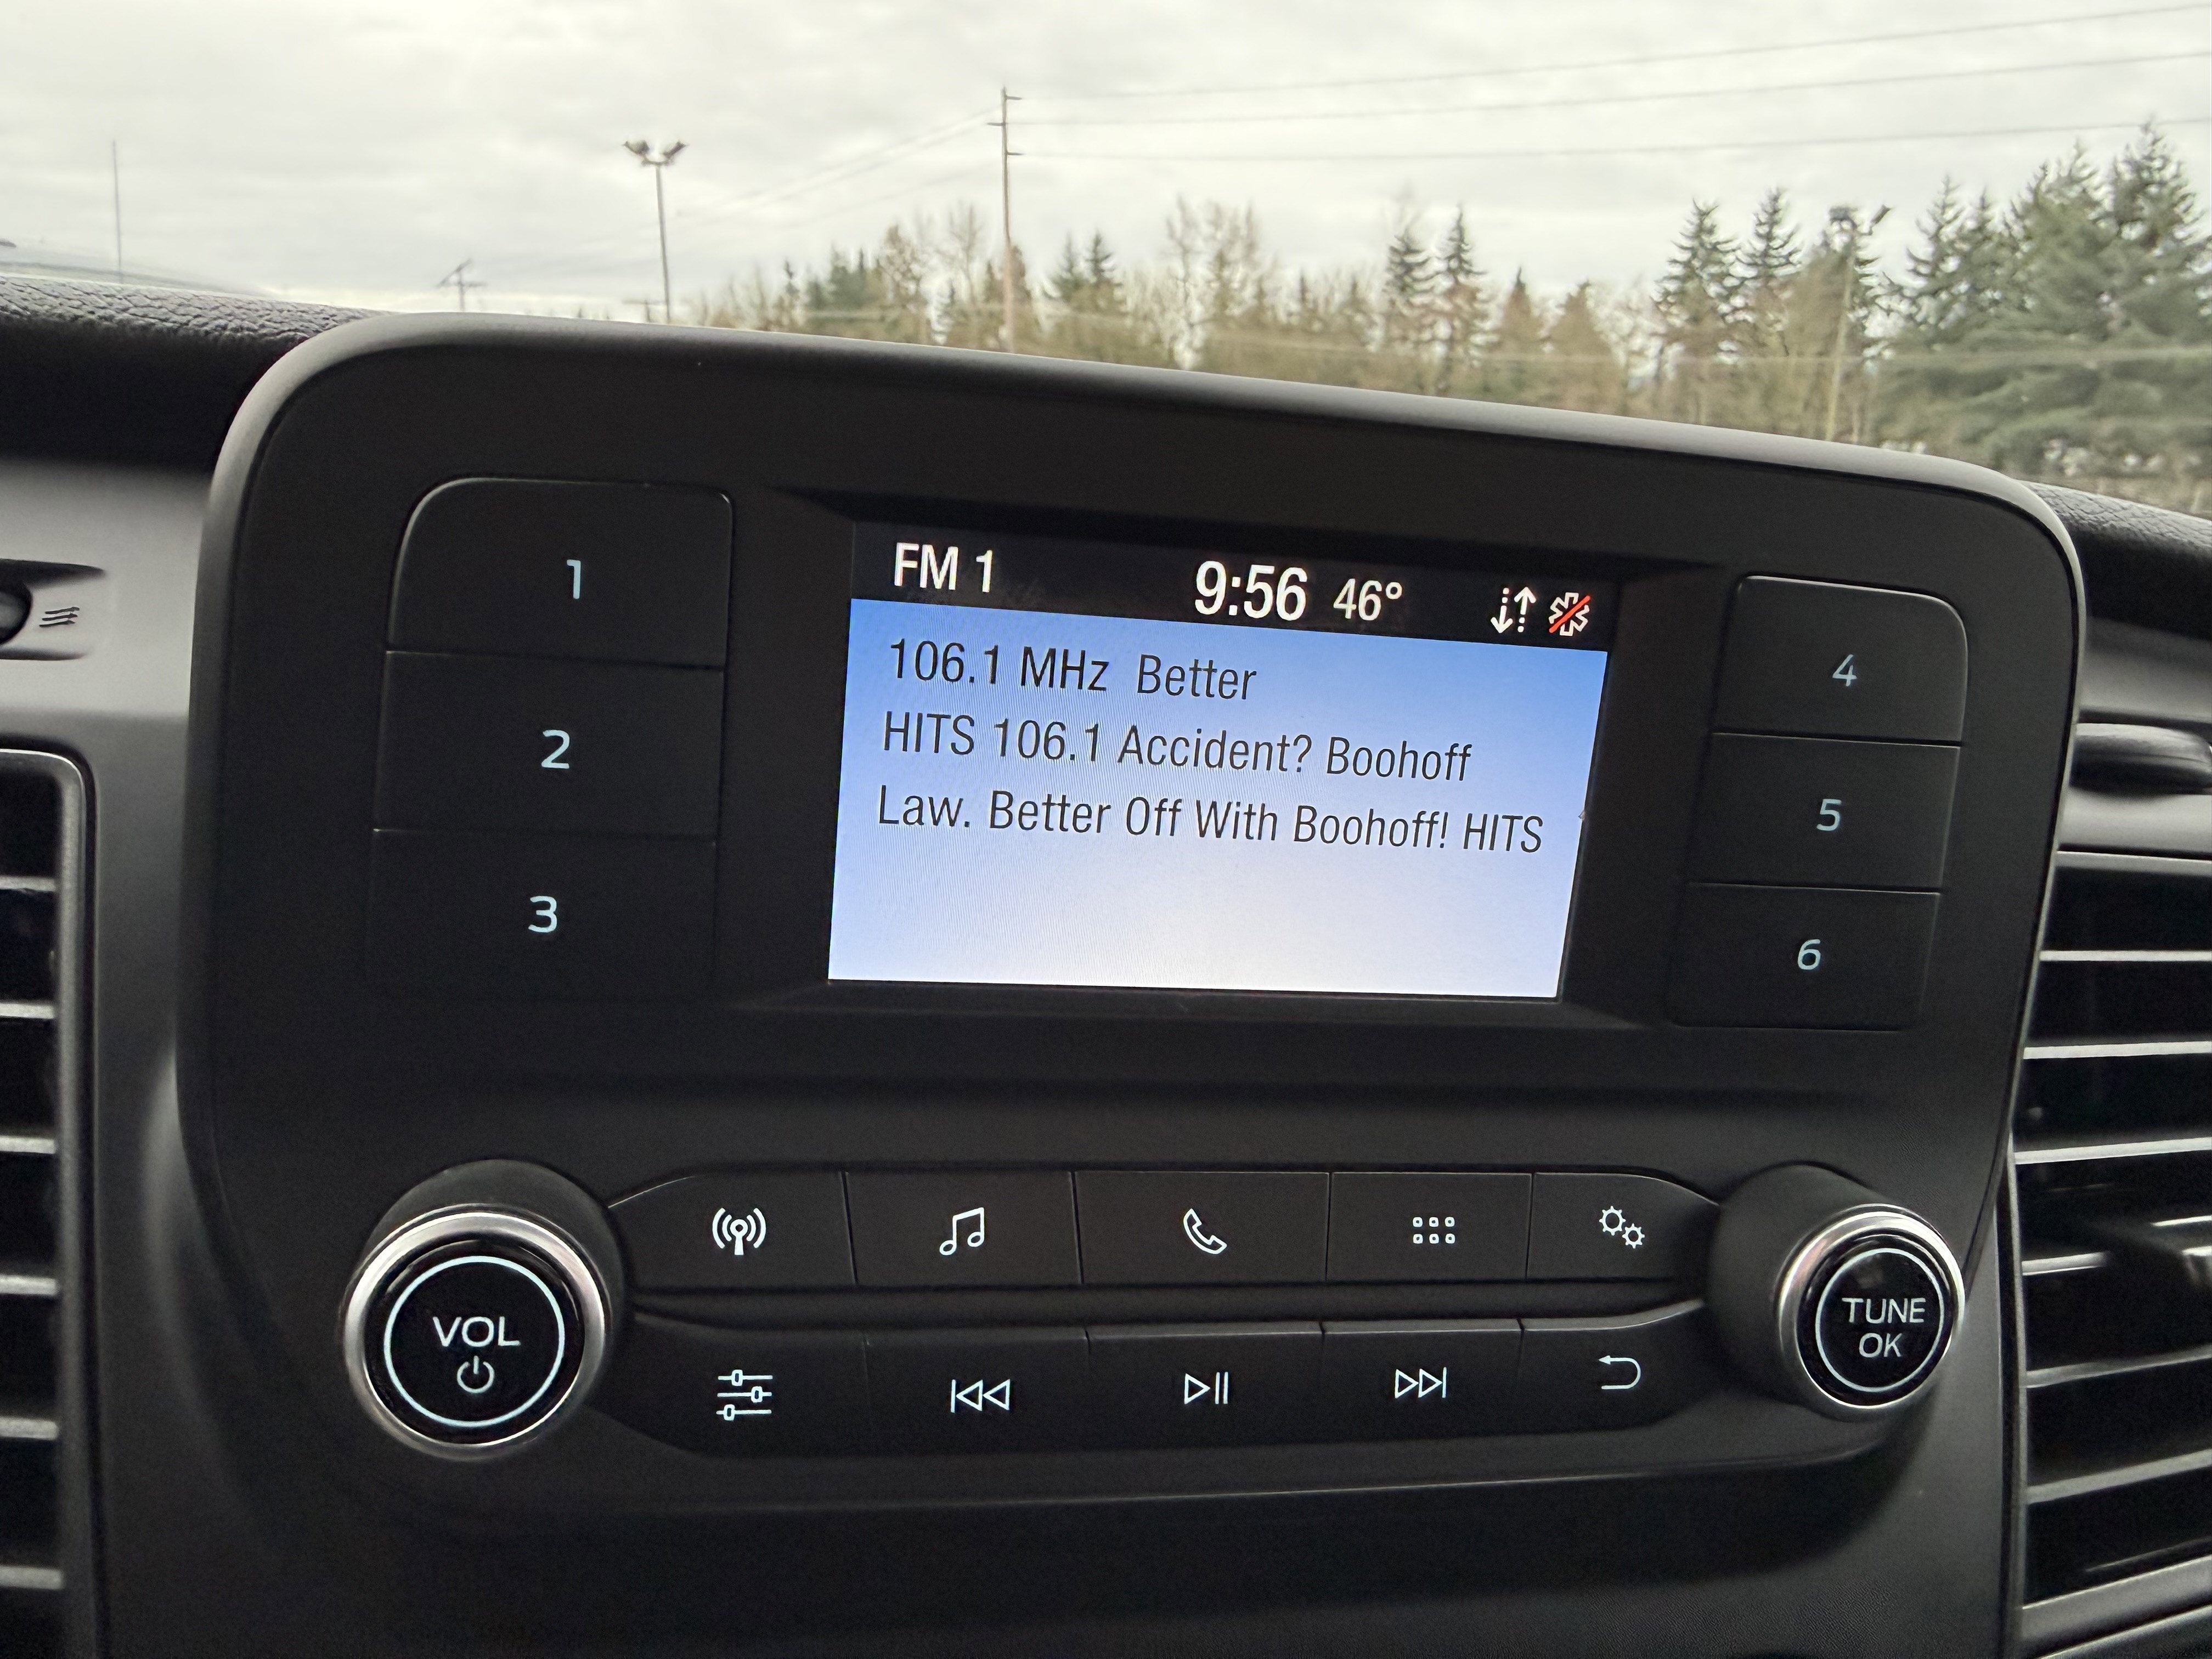 FM 1 9:56 46°
106.1 MHz Better
HITS 106.1 Accident? Boohoff
Law. Better Off With Boohoff! HITS
1
2
3
4
5
6
VOL
TUNE
OK